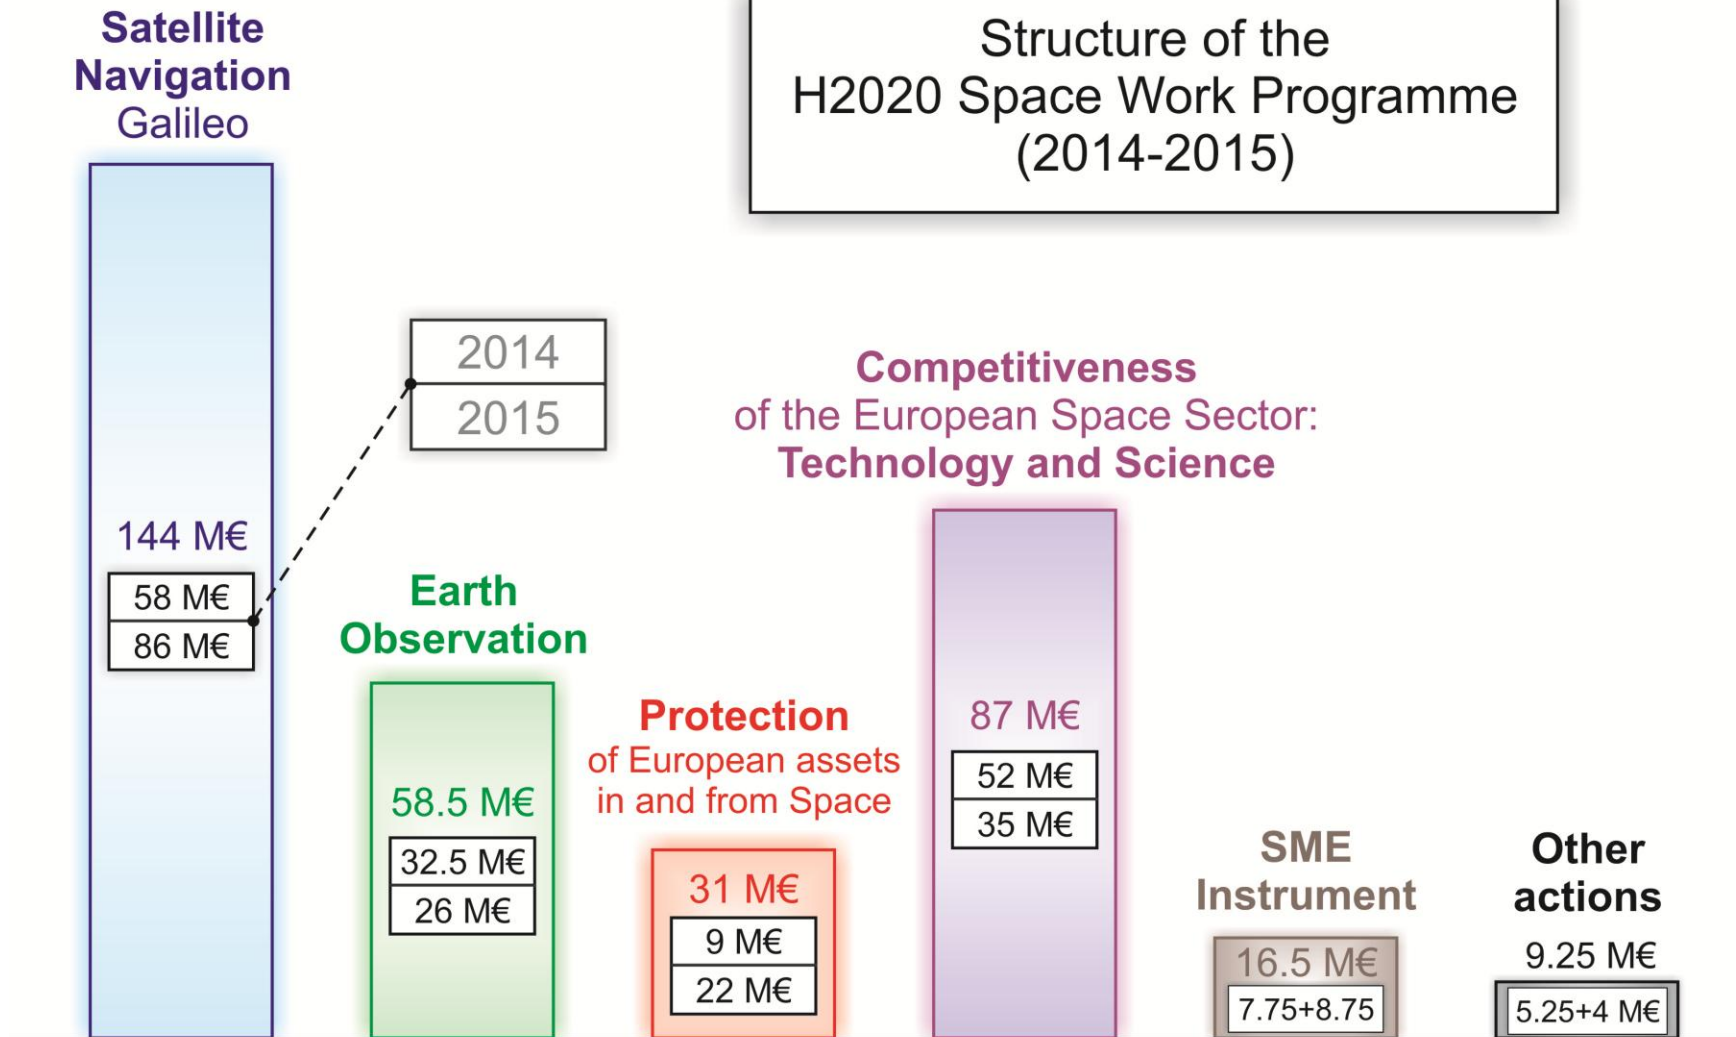 Satellite
Navigation
Galileo
Structure of the
H2020 Space Work Programme
(2014-2015)
2014
2015
144 M€
58 M€
86 M€
Earth
Observation
58.5 M€
32.5 M€
26 M€
Protection
of European assets
in and from Space
31 M€
9 M€
22 M€
Competitiveness
of the European Space Sector:
Technology and Science
87 M€
52 M€
35 M€
SME
Instrument
16.5 M€
7.75+8.75
Other
actions
9.25 M€
5.25+4 M€